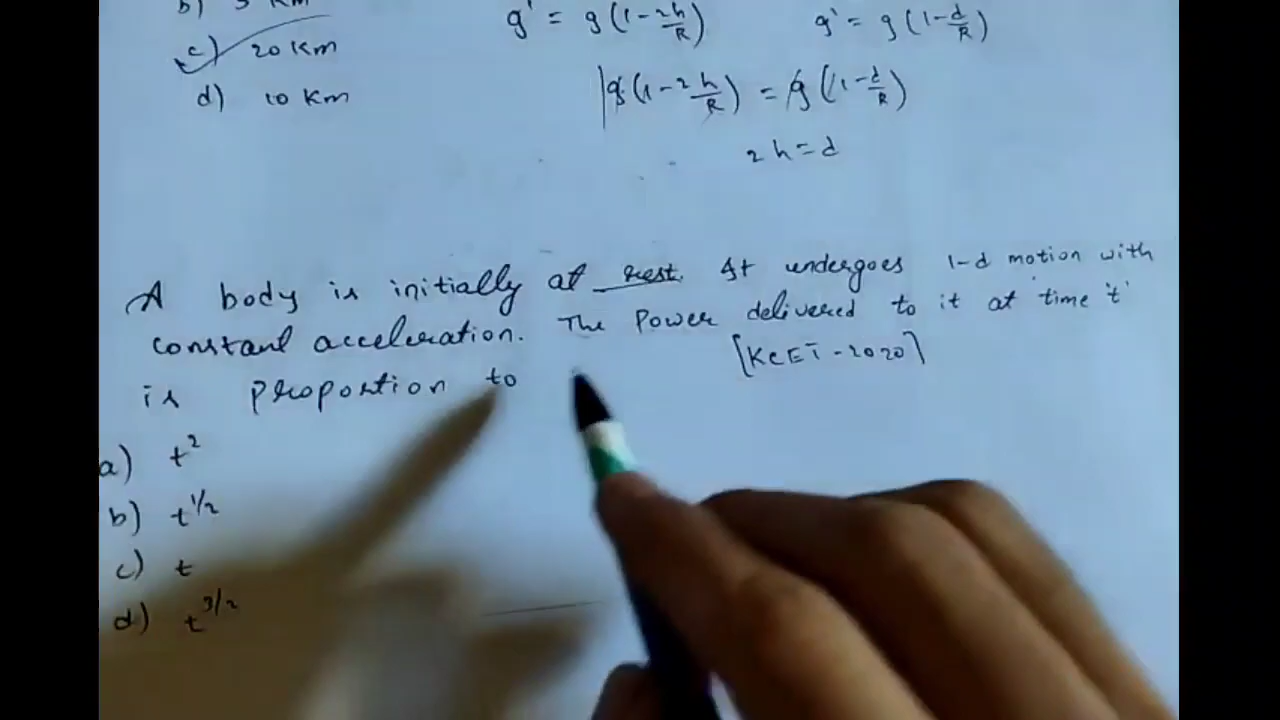 b) 5 Km
g' = g(1-2h/R)
g' = g(1-d/R)
c) 20 Km
d) 10 Km
g(1-2h/R) = g(1-d/R)
2h=d
A body is initially at rest. It undergoes 1-d motion with
constant acceleration. The Power delivered to it at time 't'
is proportion to [KCET-2020]
a) t²
b) t^1/2
c) t
d) t^3/2